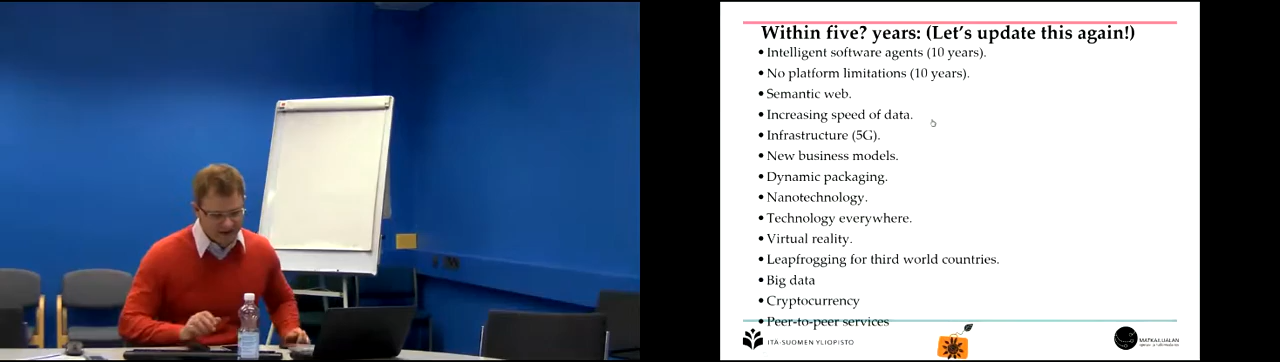 Within five? years: (Let's update this again!)
• Intelligent software agents (10 years).
• No platform limitations (10 years).
• Semantic web.
• Increasing speed of data.
• Infrastructure (5G).
• New business models.
• Dynamic packaging.
• Nanotechnology.
• Technology everywhere.
• Virtual reality.
• Leapfrogging for third world countries.
• Big data
• Cryptocurrency
• Peer-to-peer services
ITÄ-SUOMEN YLIOPISTO
MATKAILUALAN